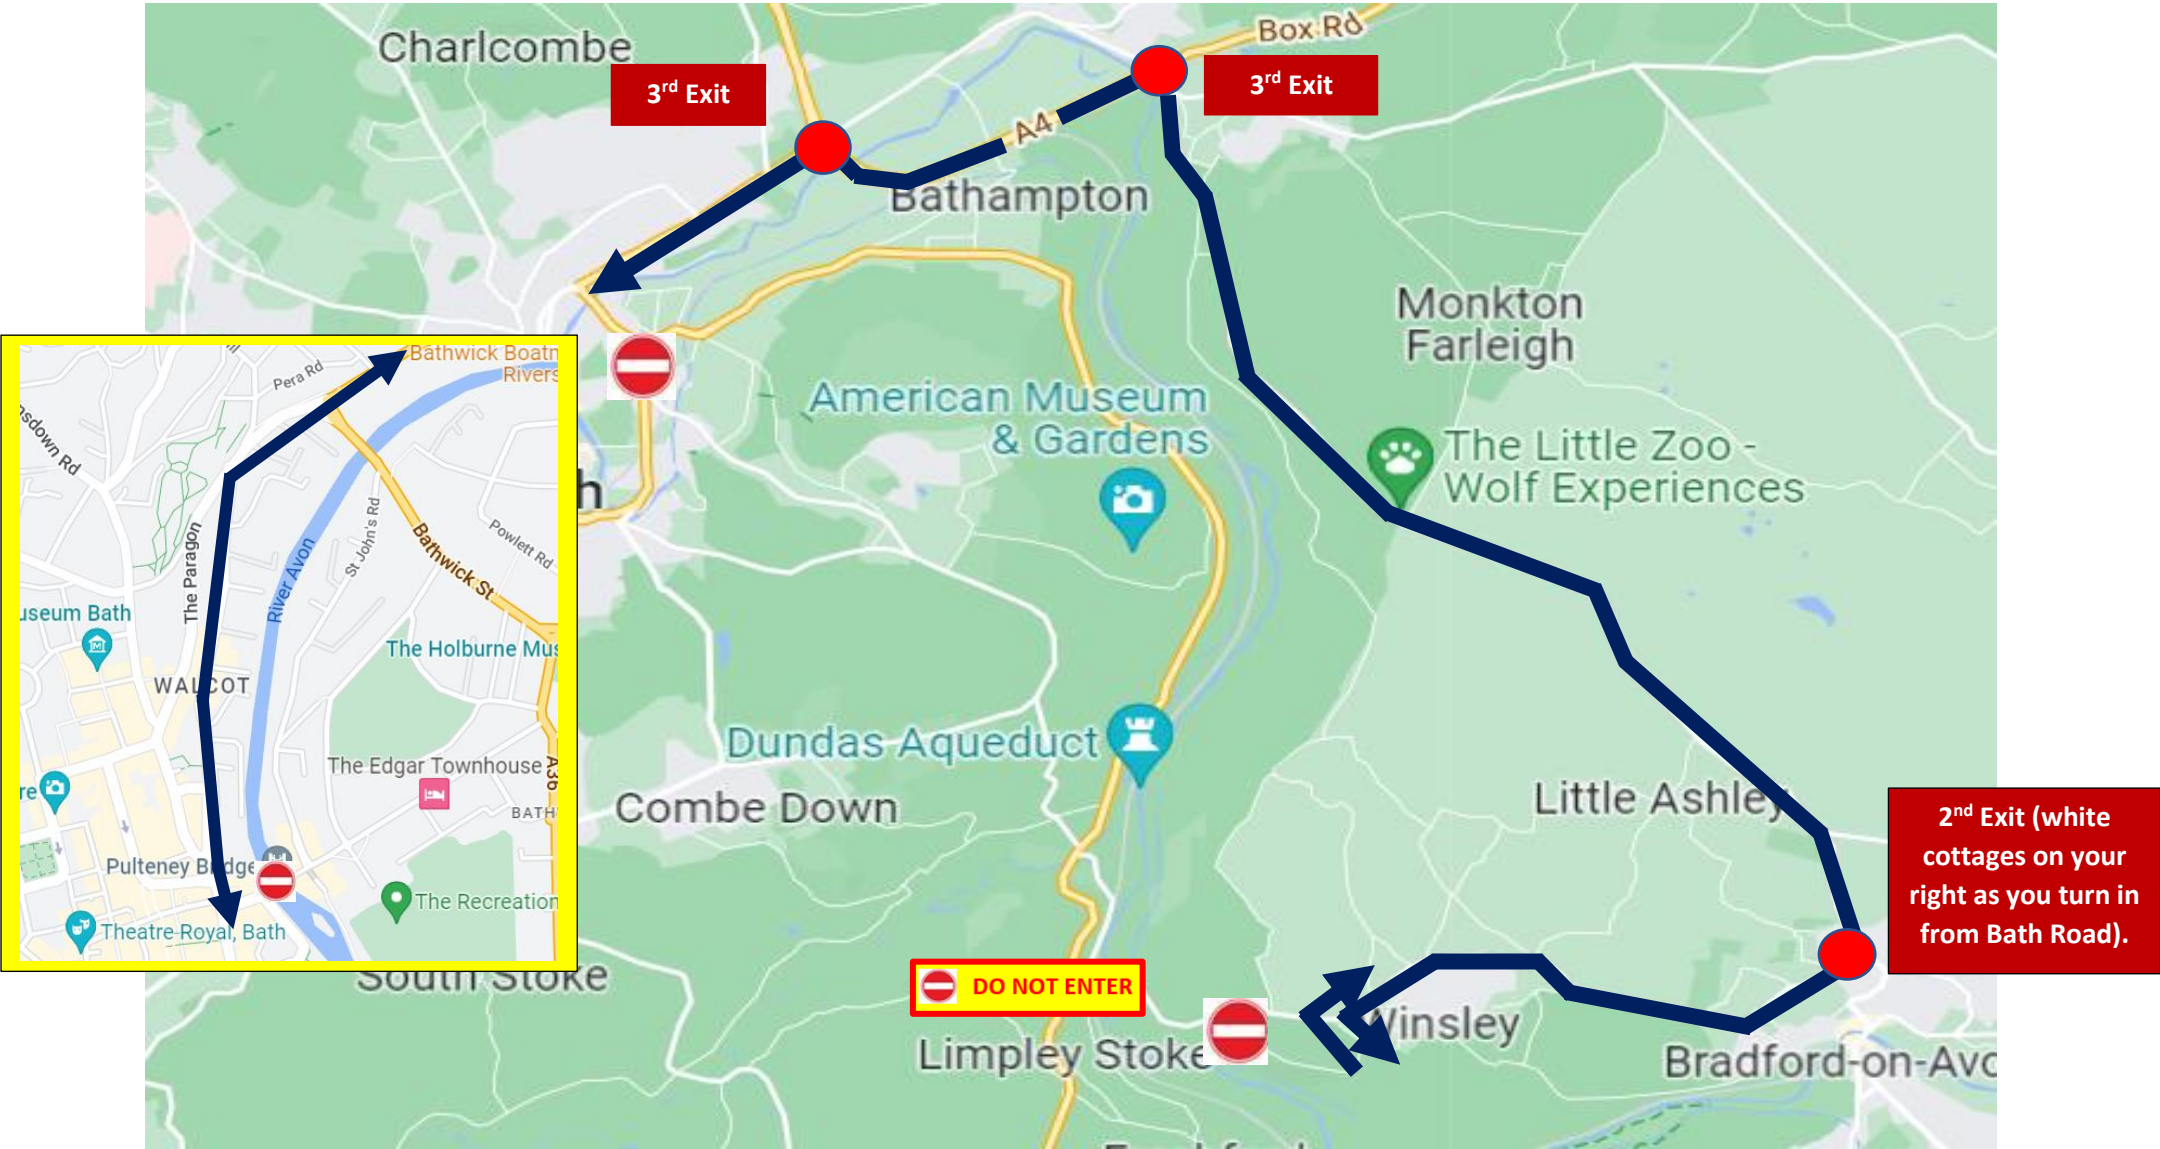 Charlcombe
Box Rd
3rd Exit
3rd Exit
A4
Bathampton
Monkton
Farleigh
American Museum
& Gardens
The Little Zoo -
Wolf Experiences
h
Bathwick Boatn
Rivers
Pera Rd
nsdown Rd
The Paragon
River Avon
St John's Rd
Bathwick St
Powlett Rd
useum Bath
The Holburne Mus
WALCOT
The Edgar Townhouse
A36
BATH
re
Pulteney Bridge
The Recreation
Theatre Royal, Bath
Dundas Aqueduct
Combe Down
Little Ashley
2nd Exit (white
cottages on your
right as you turn in
from Bath Road).
South Stoke
DO NOT ENTER
Limpley Stoke
Winsley
Bradford-on-Avo